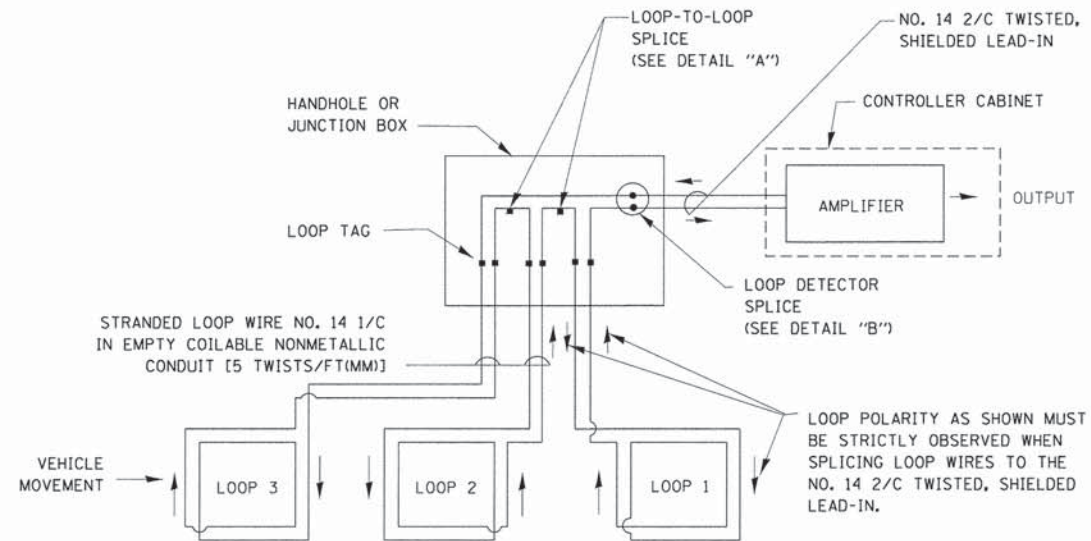 LOOP-TO-LOOP
SPLICE
(SEE DETAIL "A")
NO. 14 2/C TWISTED,
SHIELDED LEAD-IN
HANDHOLE OR
JUNCTION BOX
CONTROLLER CABINET
AMPLIFIER
OUTPUT
LOOP TAG
LOOP DETECTOR
SPLICE
(SEE DETAIL "B")
STRANDED LOOP WIRE NO. 14 1/C
IN EMPTY COILABLE NONMETALLIC
CONDUIT [5 TWISTS/FT(MM)]
LOOP POLARITY AS SHOWN MUST
BE STRICTLY OBSERVED WHEN
SPLICING LOOP WIRES TO THE
NO. 14 2/C TWISTED, SHIELDED
LEAD-IN.
VEHICLE
MOVEMENT
LOOP 3
LOOP 2
LOOP 1